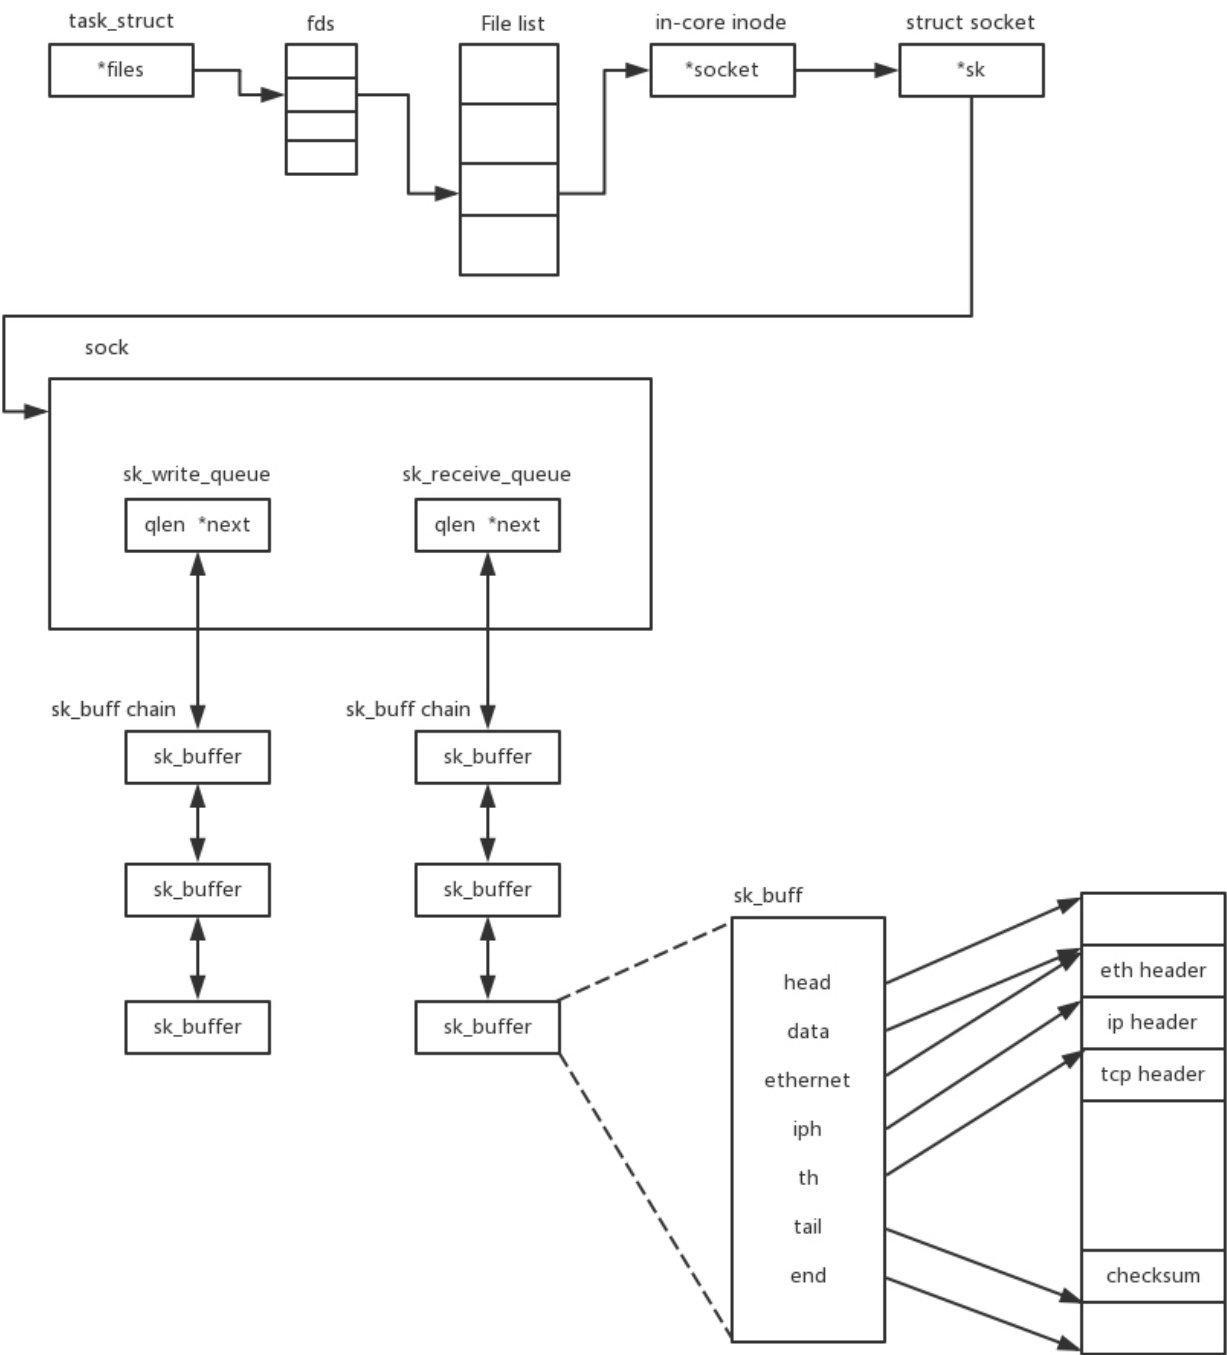 task_struct
fds
File list
in-core inode
struct socket
*files
*socket
*sk
sock
sk_write_queue
sk_receive_queue
qlen *next
qlen *next
sk_buff chain
sk_buff chain
sk_buffer
sk_buffer
sk_buffer
sk_buffer
sk_buffer
sk_buffer
sk_buff
head
data
ethernet
iph
th
tail
end
eth header
ip header
tcp header
checksum